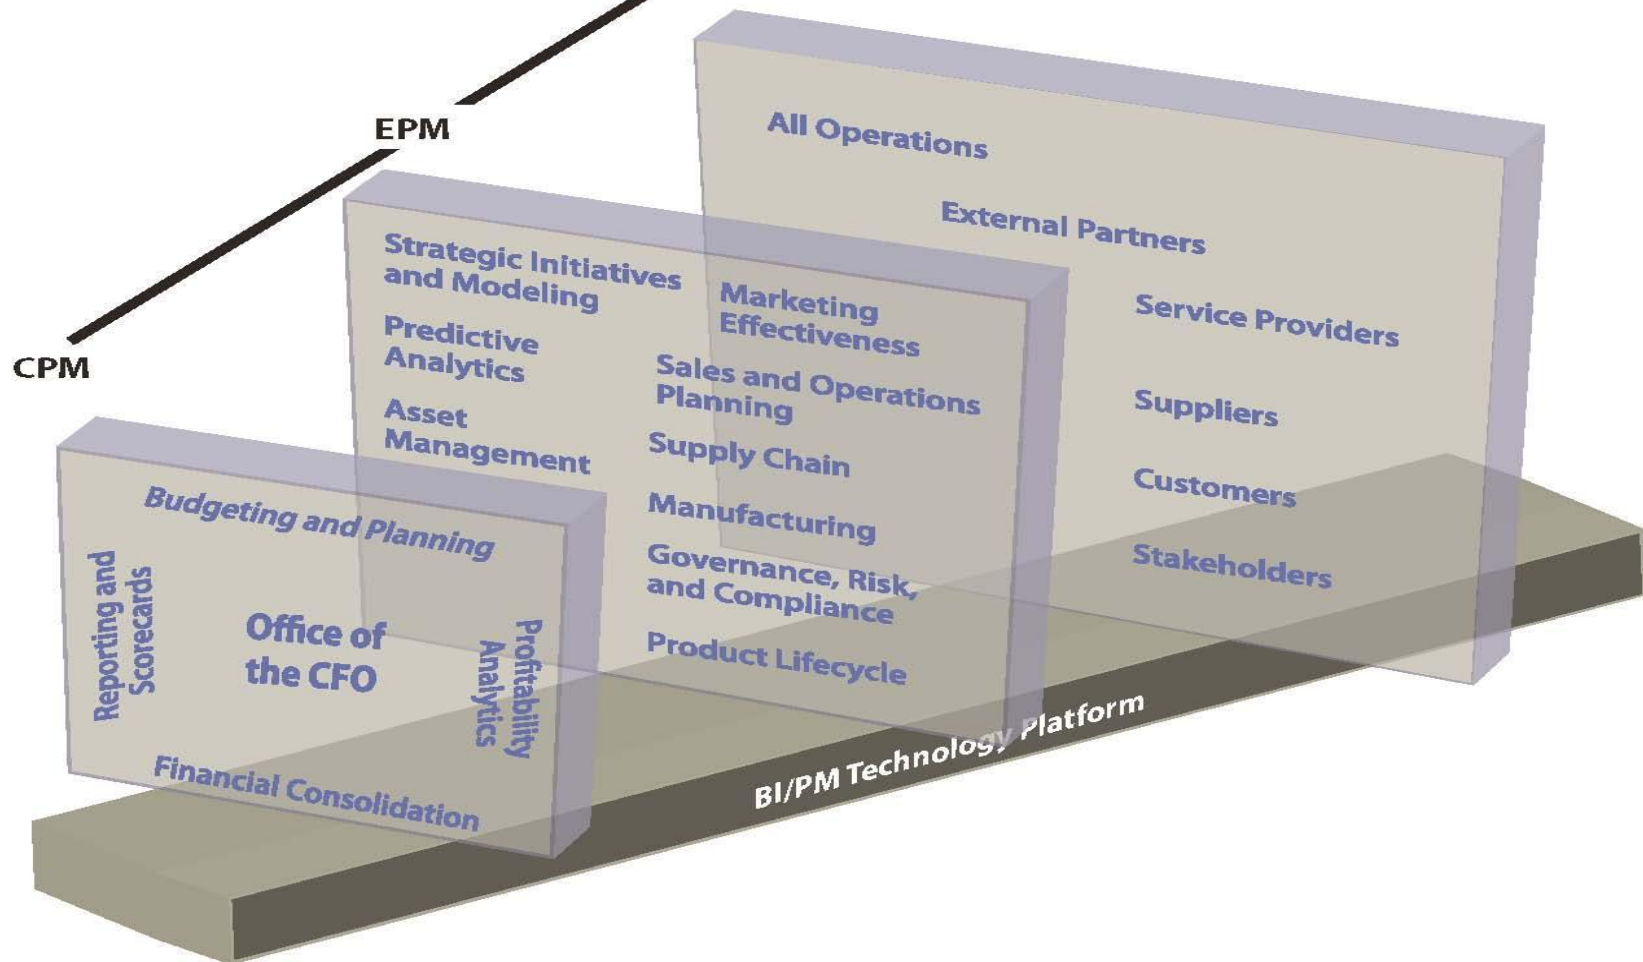 EPM
CPM
All Operations
External Partners
Service Providers
Suppliers
Customers
Stakeholders
Strategic Initiatives
and Modeling
Predictive
Analytics
Asset
Management
Marketing
Effectiveness
Sales and Operations
Planning
Supply Chain
Manufacturing
Governance, Risk,
and Compliance
Product Lifecycle
Budgeting and Planning
Reporting and
Scorecards
Office of
the CFO
Profitability
Analytics
Financial Consolidation
BI/PM Technology Platform